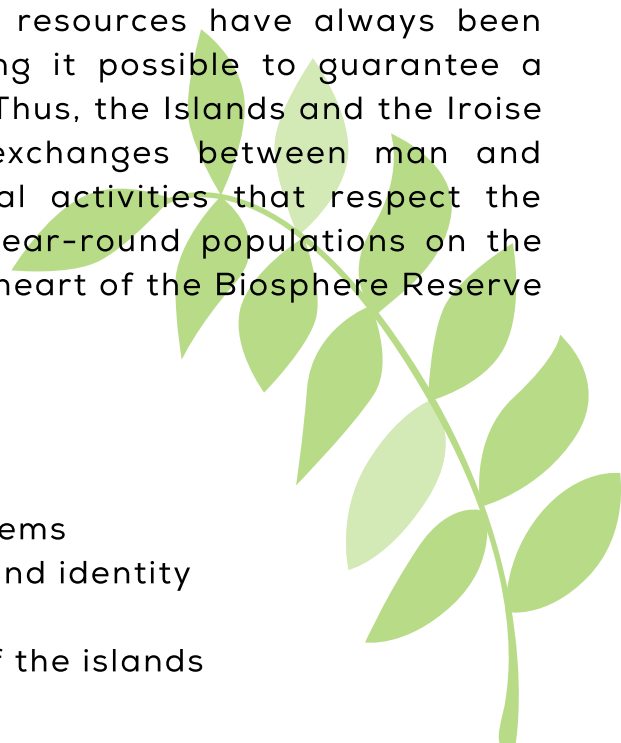 resources have always been
ng it possible to guarantee a
Thus, the Islands and the Iroise
exchanges between man and
al activities that respect the
ear-round populations on the
heart of the Biosphere Reserve
ems
nd identity
f the islands